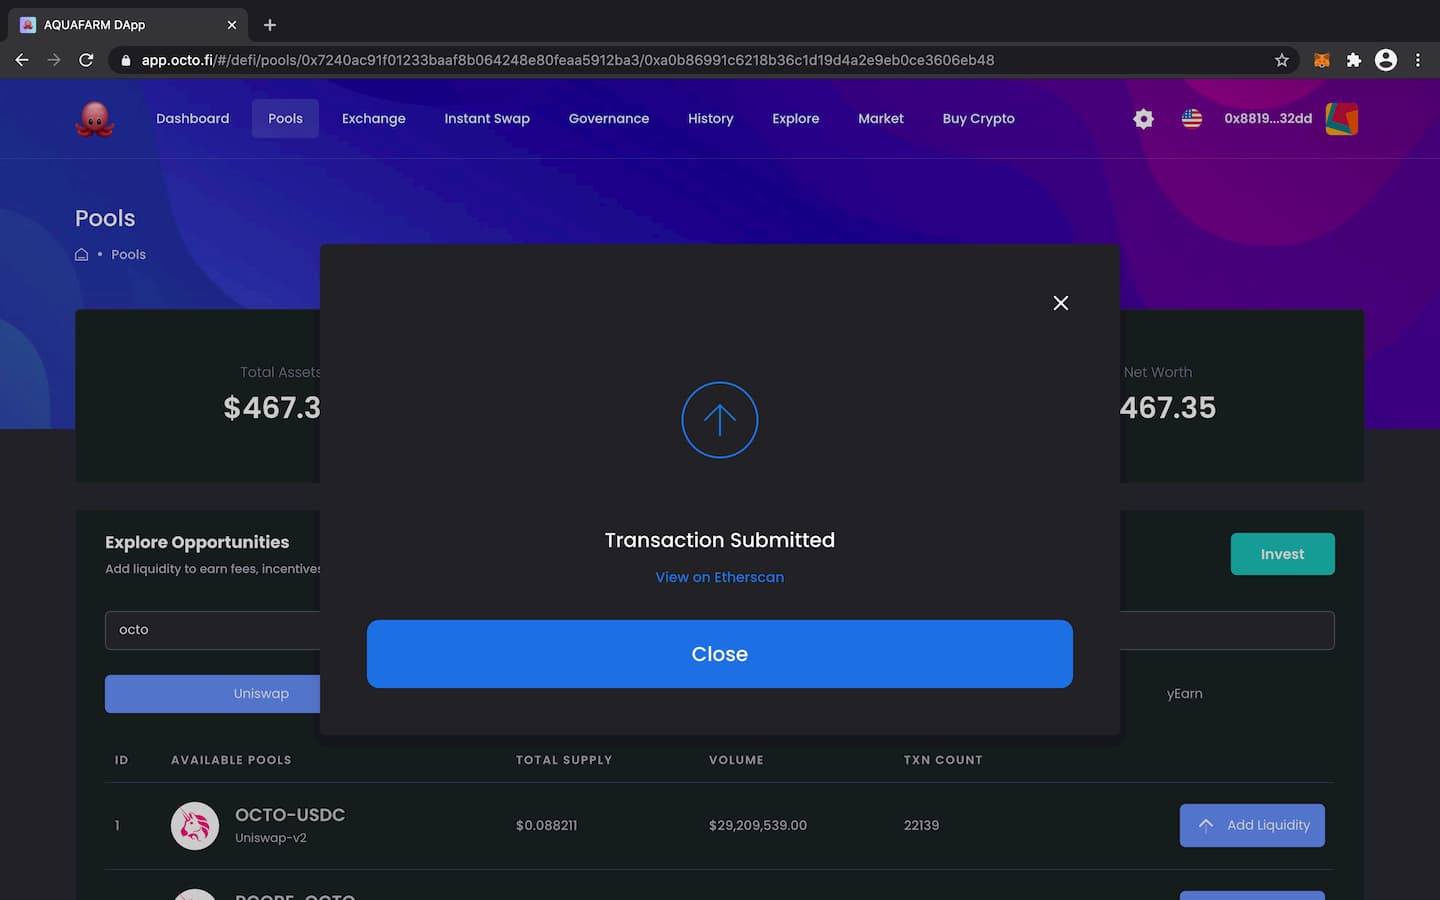 AQUAFARM DApp
app.octo.fi/#/defi/pools/0x7240ac91f01233baaf8b064248e80feaa5912ba3/0xa0b86991c6218b36c1d19d4a2e9eb0ce3606eb48
Dashboard Pools Exchange Instant Swap Governance History Explore Market Buy Crypto 0x8819...32dd
Pools
• Pools
Total Assets Net Worth
$467.3 467.35
Transaction Submitted
View on Etherscan
Close
Explore Opportunities
Add liquidity to earn fees, incentives
Invest
octo
Uniswap yEarn
ID AVAILABLE POOLS TOTAL SUPPLY VOLUME TXN COUNT
1 OCTO-USDC $0.088211 $29,209,539.00 22139 Add Liquidity
Uniswap-v2